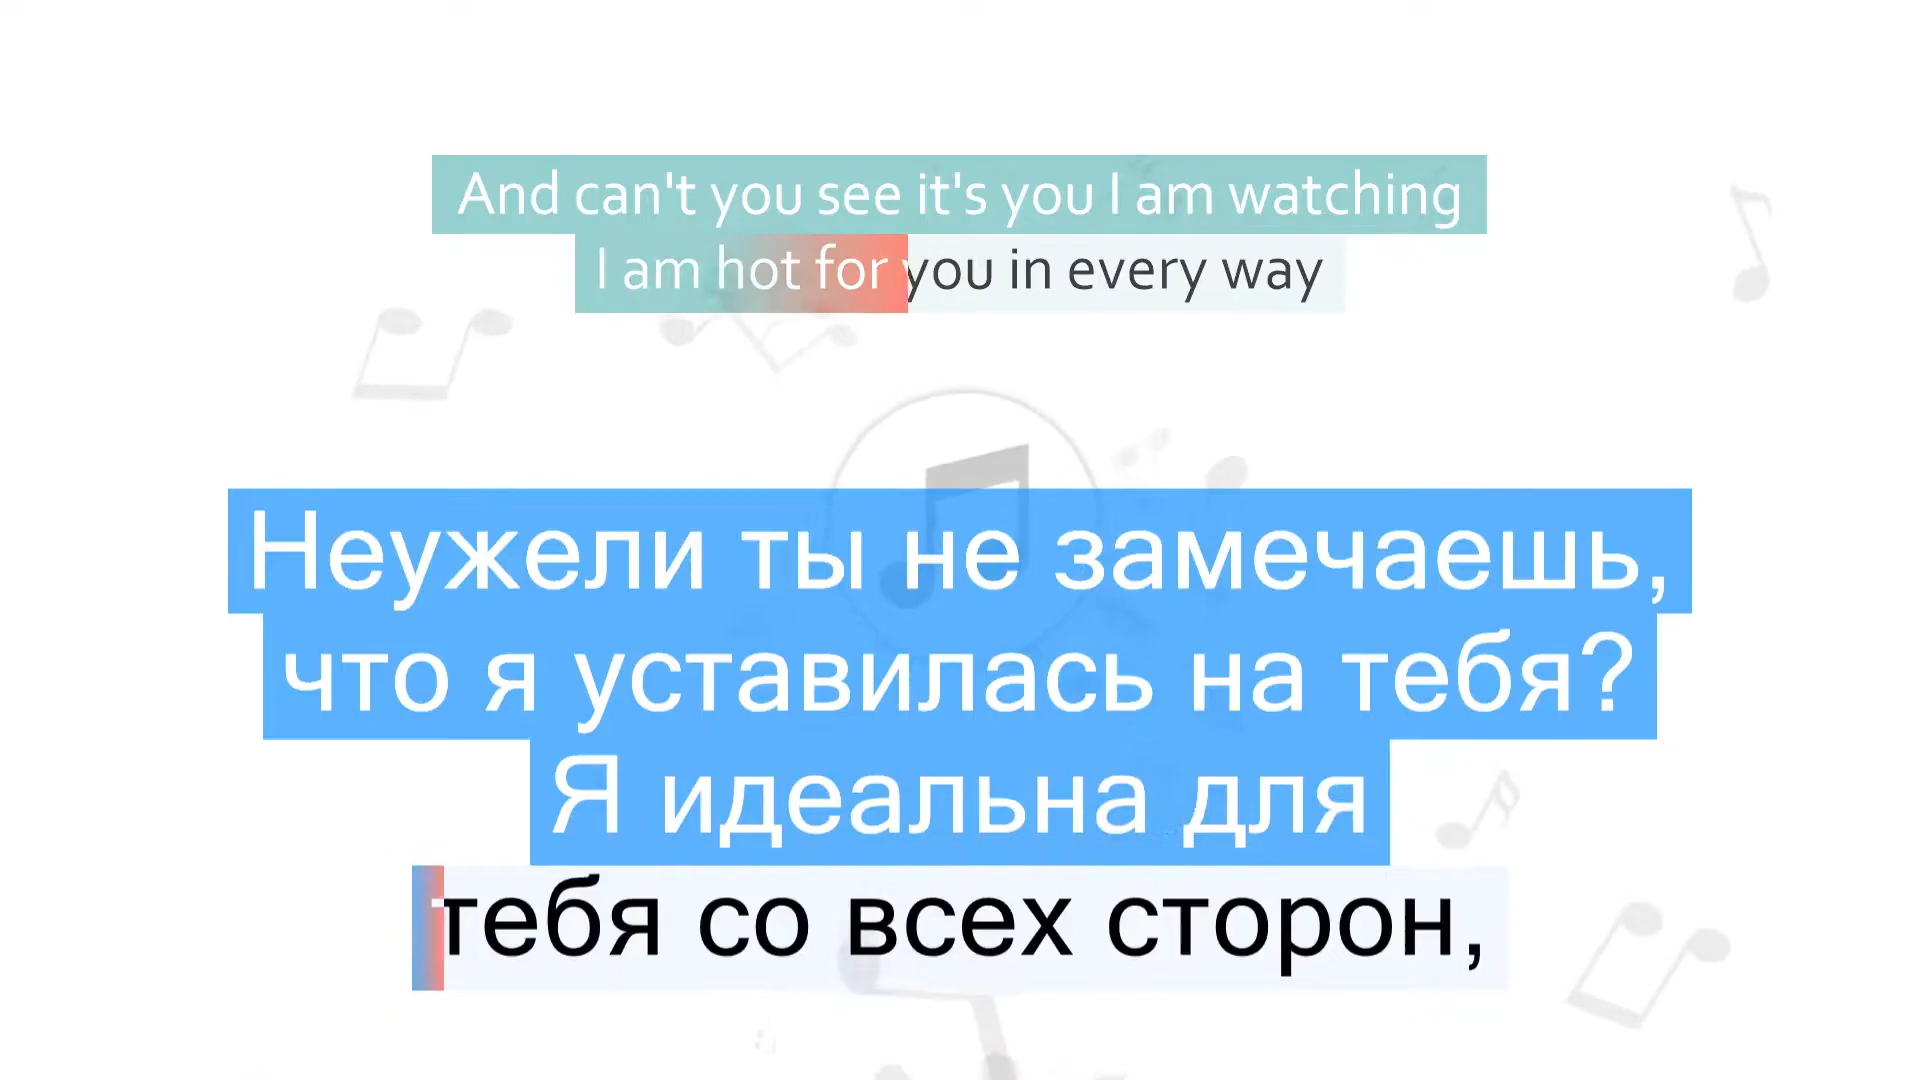 And can't you see it's you I am watching
I am hot for you in every way
Неужели ты не замечаешь,
что я уставилась на тебя?
Я идеальна для
тебя со всех сторон,